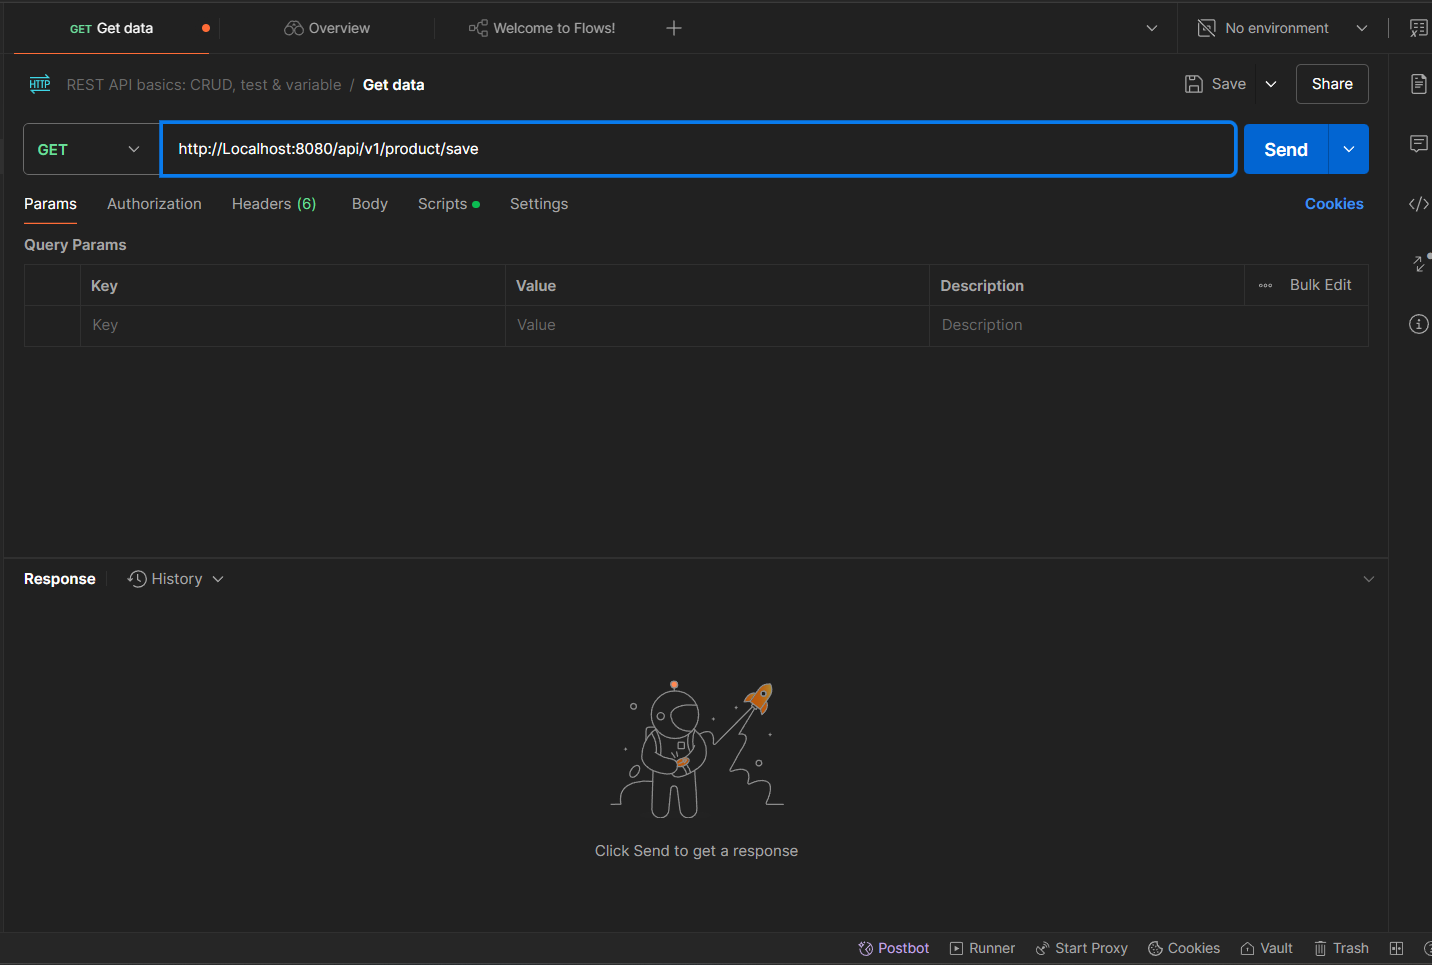 GET Get data Overview Welcome to Flows! No environment
HTTP REST API basics: CRUD, test & variable / Get data Save Share
GET http://Localhost:8080/api/v1/product/save Send
Params Authorization Headers (6) Body Scripts Settings Cookies
Query Params
Key Value Description Bulk Edit
Key Value Description
Response History
Click Send to get a response
Postbot Runner Start Proxy Cookies Vault Trash